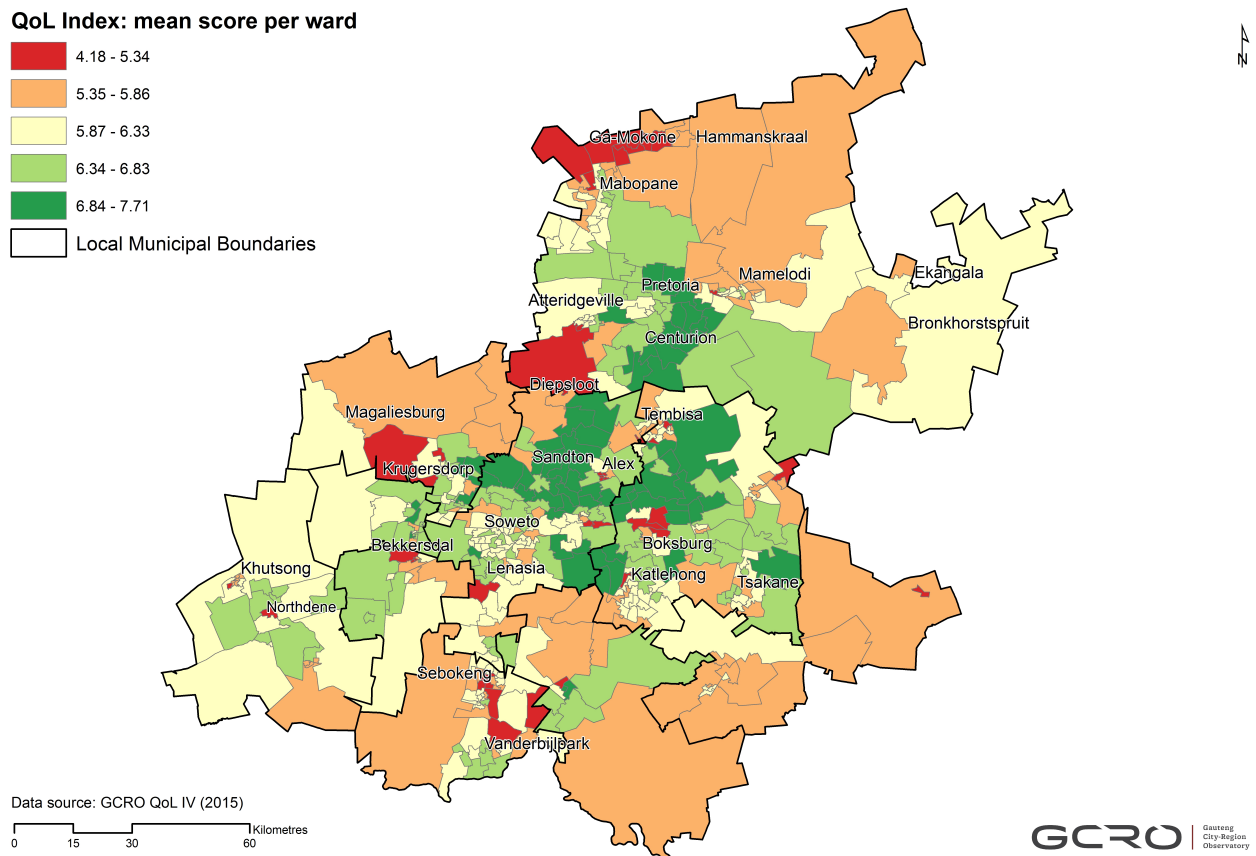 QoL Index: mean score per ward
4.18 - 5.34
5.35 - 5.86
5.87 - 6.33
6.34 - 6.83
6.84 - 7.71
Local Municipal Boundaries
N
Ga-Mokone
Hammanskraal
Mabopane
Mamelodi
Ekangala
Pretoria
Atteridgeville
Bronkhorstspruit
Centurion
Diepsloot
Magaliesburg
Tembisa
Sandton
Alex
Krugersdorp
Soweto
Bekkersdal
Boksburg
Khutsong
Lenasia
Katlehong
Tsakane
Northdene
Sebokeng
Vanderbijlpark
Data source: GCRO QoL IV (2015)
Kilometres
0 15 30 60
GCRO
Gauteng
City-Region
Observatory